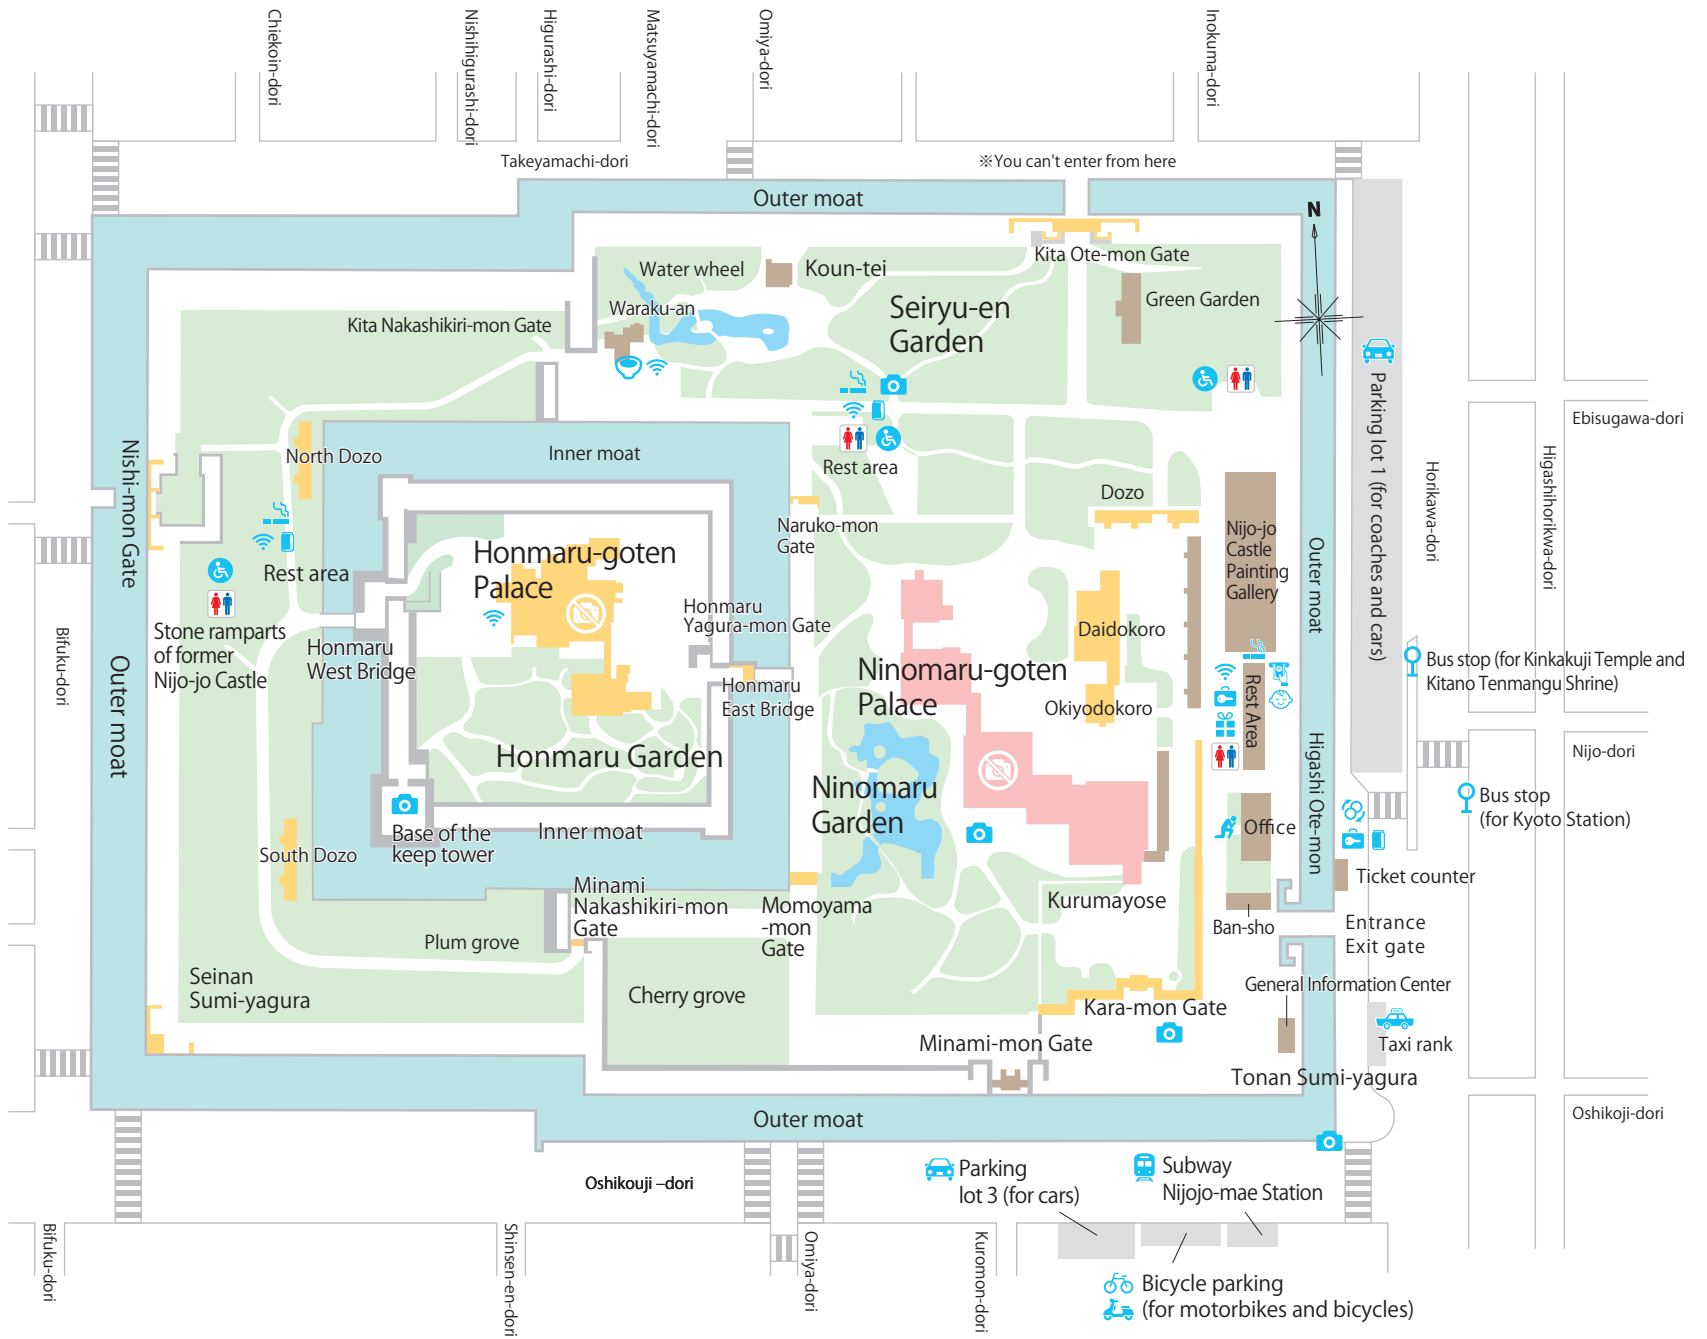 Chiekoin-dori
Nishihigurashi-dori
Higurashi-dori
Matsuyamachi-dori
Omiya-dori
Inokuma-dori
Takeyamachi-dori
※You can't enter from here
Outer moat
N
Kita Ote-mon Gate
Water wheel
Koun-tei
Waraku-an
Seiryu-en
Garden
Green Garden
Kita Nakashikiri-mon Gate
Parking lot 1 (for coaches and cars)
Ebisugawa-dori
Nishi-mon Gate
North Dozo
Inner moat
Rest area
Horikawa-dori
Higashihorikwa-dori
Dozo
Naruko-mon
Gate
Nijo-jo
Castle
Painting
Gallery
Outer moat
Honmaru-goten
Palace
Rest area
Honmaru
Yagura-mon Gate
Stone ramparts
of former
Nijo-jo Castle
Honmaru
West Bridge
Daidokoro
Bifuku-dori
Outer moat
Ninomaru-goten
Palace
Honmaru
East Bridge
Okiyodokoro
Rest Area
Bus stop (for Kinkakuji Temple and
Kitano Tenmangu Shrine)
Honmaru Garden
Higashi Ote-mon
Nijo-dori
Ninomaru
Garden
Bus stop
(for Kyoto Station)
Base of the
keep tower
Inner moat
Office
South Dozo
Ticket counter
Minami
Nakashikiri-mon
Gate
Momoyama
-mon
Gate
Kurumayose
Ban-sho
Entrance
Exit gate
Plum grove
Seinan
Sumi-yagura
Cherry grove
General Information Center
Kara-mon Gate
Minami-mon Gate
Taxi rank
Tonan Sumi-yagura
Outer moat
Oshikoji-dori
Oshikouji –dori
Parking
lot 3 (for cars)
Subway
Nijojo-mae Station
Bifuku-dori
Shinsen-en-dori
Omiya-dori
Kuromon-dori
Bicycle parking
(for motorbikes and bicycles)